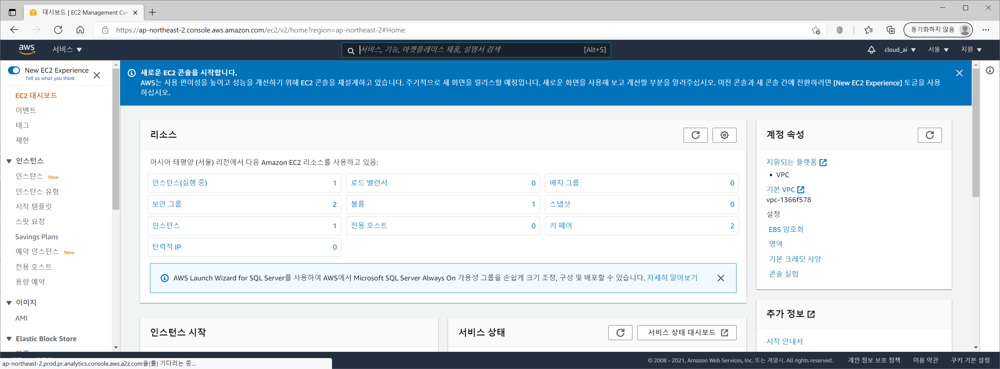 대시보드 | EC2 Management Con
https://ap-northeast-2.console.aws.amazon.com/ec2/v2/home?region=ap-northeast-2#Home:
동기화하지 않음
aws
서비스
서비스, 기능, 마켓플레이스 제품, 설명서 검색
[Alt+S]
cloud_ai
서울
지원
New EC2 Experience
Tell us what you think
EC2 대시보드
이벤트
태그
제한
인스턴스
인스턴스 New
인스턴스 유형
시작 템플릿
스팟 요청
Savings Plans
예약 인스턴스 New
전용 호스트
용량 예약
이미지
AMI
Elastic Block Store
새로운 EC2 콘솔을 시작합니다.
AWS는 사용 편이성을 높이고 성능을 개선하기 위해 EC2 콘솔을 재설계하고 있습니다. 주기적으로 새 화면을 릴리스할 예정입니다. 새로운 화면을 사용해 보고 개선할 부분을 알려주십시오. 이전 콘솔과 새 콘솔 간에 전환하려면 [New EC2 Experience] 토글을 사용
하십시오.
리소스
아시아 태평양 (서울) 리전에서 다음 Amazon EC2 리소스를 사용하고 있음:
인스턴스(실행 중) 1
로드 밸런서 0
배치 그룹 0
보안 그룹 2
볼륨 1
스냅샷 0
인스턴스 1
전용 호스트 0
키 페어 2
탄력적 IP 0
AWS Launch Wizard for SQL Server를 사용하여 AWS에서 Microsoft SQL Server Always On 가용성 그룹을 손쉽게 크기 조정, 구성 및 배포할 수 있습니다. 자세히 알아보기
인스턴스 시작
서비스 상태
서비스 상태 대시보드
계정 속성
지원되는 플랫폼
VPC
기본 VPC
vpc-1366f578
설정
EBS 암호화
영역
기본 크레딧 사양
콘솔 실험
추가 정보
시작 안내서
ap-northeast-2.prod.pr.analytics.console.aws.a2z.com을(를) 기다리는 중...
© 2008 - 2021, Amazon Web Services, Inc. 또는 계열사. All rights reserved.
개인 정보 보호 정책
이용 약관
쿠키 기본 설정